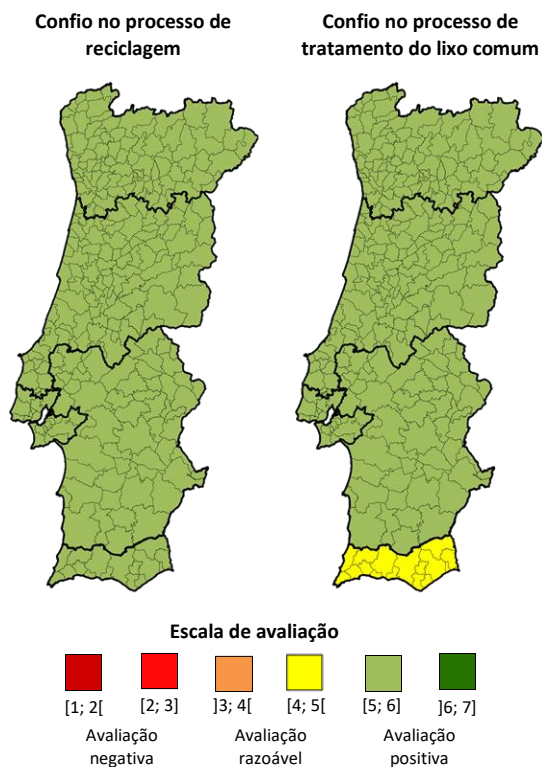 Confio no processo de
reciclagem
Confio no processo de
tratamento do lixo comum
Escala de avaliação
[1; 2[
[2; 3]
]3; 4[
[4; 5[
[5; 6]
]6; 7]
Avaliação
negativa
Avaliação
razoável
Avaliação
positiva